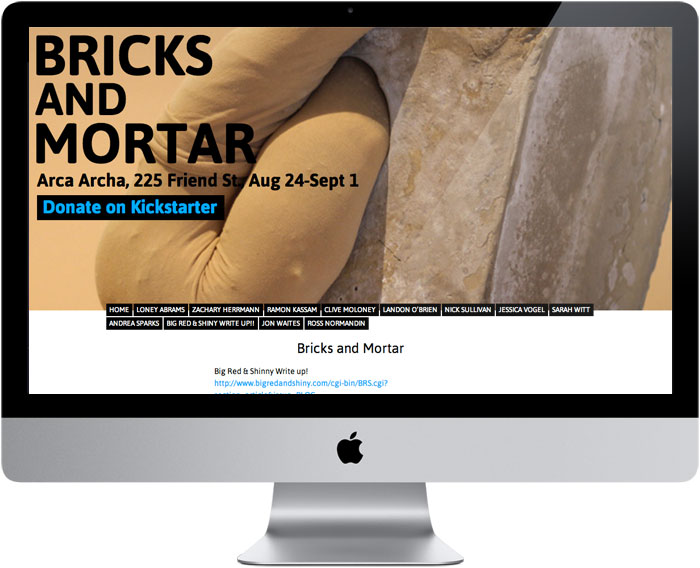 BRICKS
AND
MORTAR
Arca Archa, 225 Friend St. Aug 24-Sept 1
Donate on Kickstarter
HOME LONEY ABRAMS ZACHARY HERRMANN RAMON KASSAM CLIVE MOLONEY LANDON O'BRIEN NICK SULLIVAN JESSICA VOGEL SARAH WITT
ANDREA SPARKS BIG RED & SHINY WRITE UP!! JON WAITES ROSS NORMANDIN
Bricks and Mortar
Big Red & Shinny Write up!
http://www.bigredandshiny.com/cgi-bin/BRS.cgi?